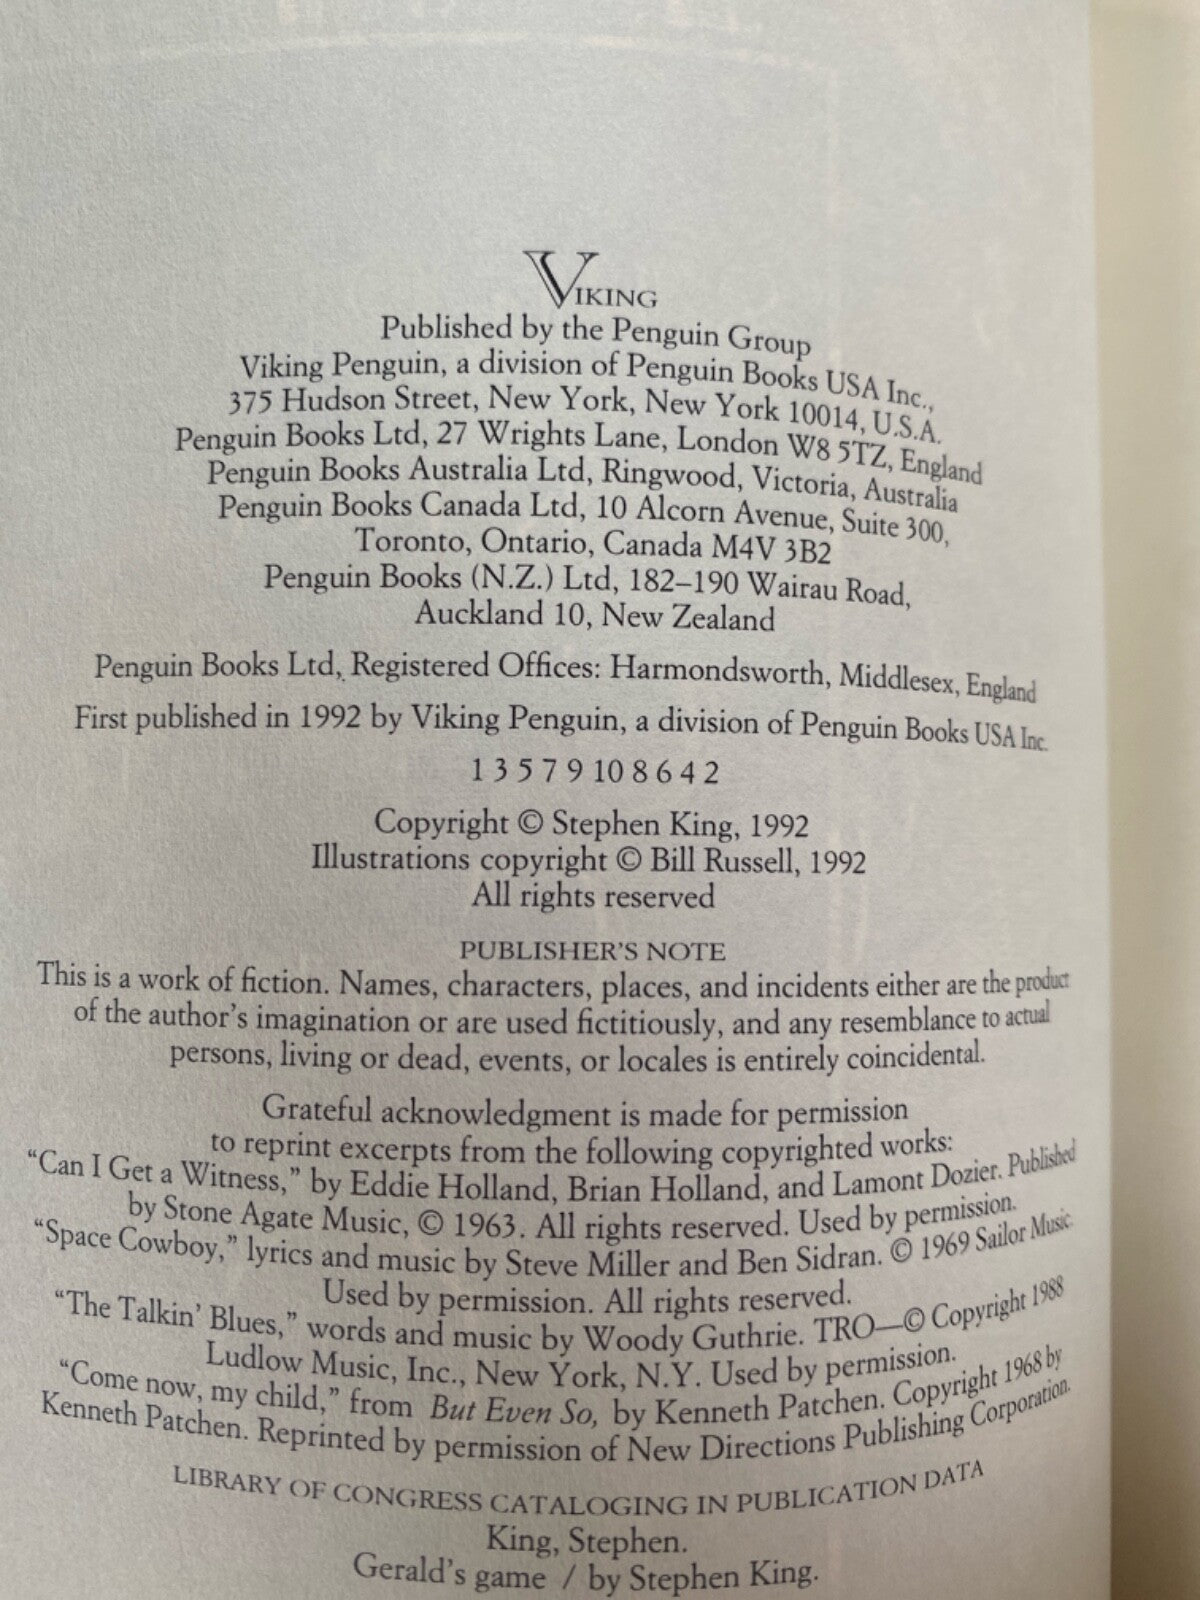 VIKING
Published by the Penguin Group
Viking Penguin, a division of Penguin Books USA Inc.,
375 Hudson Street, New York, New York 10014, U.S.A.
Penguin Books Ltd, 27 Wrights Lane, London W8 5TZ, England
Penguin Books Australia Ltd, Ringwood, Victoria, Australia
Penguin Books Canada Ltd, 10 Alcorn Avenue, Suite 300,
Toronto, Ontario, Canada M4V 3B2
Penguin Books (N.Z.) Ltd, 182–190 Wairau Road,
Auckland 10, New Zealand
Penguin Books Ltd, Registered Offices: Harmondsworth, Middlesex, England
First published in 1992 by Viking Penguin, a division of Penguin Books USA Inc.
1 3 5 7 9 10 8 6 4 2
Copyright © Stephen King, 1992
Illustrations copyright © Bill Russell, 1992
All rights reserved
PUBLISHER'S NOTE
This is a work of fiction. Names, characters, places, and incidents either are the product
of the author's imagination or are used fictitiously, and any resemblance to actual
persons, living or dead, events, or locales is entirely coincidental.
Grateful acknowledgment is made for permission
to reprint excerpts from the following copyrighted works:
“Can I Get a Witness,” by Eddie Holland, Brian Holland, and Lamont Dozier. Published
by Stone Agate Music, © 1963. All rights reserved. Used by permission.
“Space Cowboy,” lyrics and music by Steve Miller and Ben Sidran. © 1969 Sailor Music.
Used by permission. All rights reserved.
“The Talkin' Blues,” words and music by Woody Guthrie. TRO—© Copyright 1988
Ludlow Music, Inc., New York, N.Y. Used by permission.
“Come now, my child,” from But Even So, by Kenneth Patchen. Copyright 1968 by
Kenneth Patchen. Reprinted by permission of New Directions Publishing Corporation.
LIBRARY OF CONGRESS CATALOGING IN PUBLICATION DATA
King, Stephen.
Gerald's game / by Stephen King.